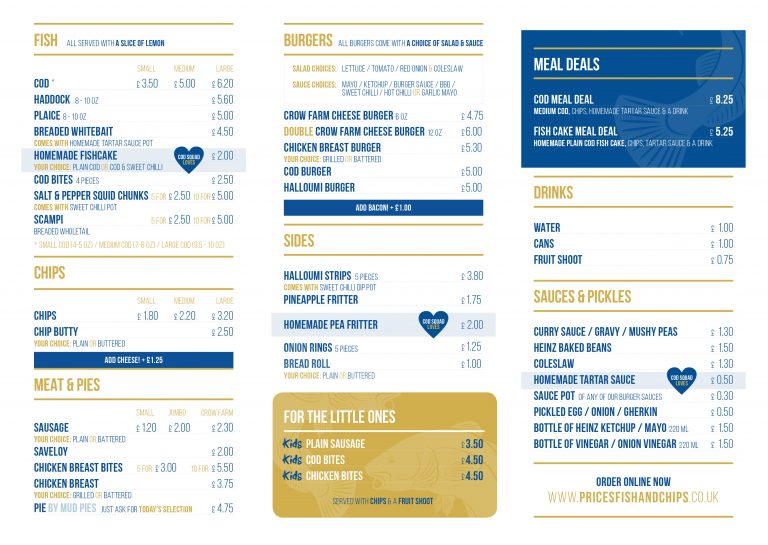 FISH ALL SERVED WITH A SLICE OF LEMON
SMALL MEDIUM LARGE
COD * £ 3.50 £ 5.00 £ 6.20
HADDOCK 8 - 10 OZ £ 5.60
PLAICE 8 - 10 OZ £ 5.00
BREADED WHITEBAIT £ 4.50
COMES WITH HOMEMADE TARTAR SAUCE POT
HOMEMADE FISHCAKE COD SQUAD LOVES £ 2.00
YOUR CHOICE: PLAIN COD OR COD & SWEET CHILLI
COD BITES 4 PIECES £ 2.50
SALT & PEPPER SQUID CHUNKS 5 FOR £ 2.50 10 FOR £ 5.00
COMES WITH SWEET CHILLI POT
SCAMPI 5 FOR £ 2.50 10 FOR £ 5.00
BREADED WHOLETAIL
* SMALL COD (4-5 OZ) / MEDIUM COD (7-8 OZ) / LARGE COD (9.5 - 10 OZ)
CHIPS
SMALL MEDIUM LARGE
CHIPS £ 1.80 £ 2.20 £ 3.20
CHIP BUTTY £ 2.50
YOUR CHOICE: PLAIN OR BUTTERED
ADD CHEESE! + £1.25
MEAT & PIES
SMALL JUMBO CROW FARM
SAUSAGE £ 1.20 £ 2.00 £ 2.30
YOUR CHOICE: PLAIN OR BATTERED
SAVELOY £ 2.00
CHICKEN BREAST BITES 5 FOR £ 3.00 10 FOR £ 5.50
CHICKEN BREAST £ 3.75
YOUR CHOICE: GRILLED OR BATTERED
PIE BY MUD PIES JUST ASK FOR TODAY'S SELECTION £ 4.75
BURGERS ALL BURGERS COME WITH A CHOICE OF SALAD & SAUCE
SALAD CHOICES: LETTUCE / TOMATO / RED ONION & COLESLAW
SAUCE CHOICES: MAYO / KETCHUP / BURGER SAUCE / BBQ /
SWEET CHILLI / HOT CHILLI OR GARLIC MAYO
CROW FARM CHEESE BURGER 6 OZ £ 4.75
DOUBLE CROW FARM CHEESE BURGER 12 OZ £ 6.00
CHICKEN BREAST BURGER £ 5.30
YOUR CHOICE: GRILLED OR BATTERED
COD BURGER £ 5.00
HALLOUMI BURGER £ 5.00
ADD BACON! + £1.00
SIDES
HALLOUMI STRIPS 5 PIECES £ 3.80
COMES WITH SWEET CHILLI DIP POT
PINEAPPLE FRITTER £ 1.75
HOMEMADE PEA FRITTER COD SQUAD LOVES £ 2.00
ONION RINGS 5 PIECES £ 1.25
BREAD ROLL £ 1.00
YOUR CHOICE: PLAIN OR BUTTERED
FOR THE LITTLE ONES
Kids PLAIN SAUSAGE £ 3.50
Kids COD BITES £ 4.50
Kids CHICKEN BITES £ 4.50
SERVED WITH CHIPS & A FRUIT SHOOT
MEAL DEALS
COD MEAL DEAL £ 8.25
MEDIUM COD, CHIPS, HOMEMADE TARTAR SAUCE & A DRINK
FISH CAKE MEAL DEAL £ 5.25
HOMEMADE PLAIN COD FISH CAKE, CHIPS, TARTAR SAUCE & A DRINK
DRINKS
WATER £ 1.00
CANS £ 1.00
FRUIT SHOOT £ 0.75
SAUCES & PICKLES
CURRY SAUCE / GRAVY / MUSHY PEAS £ 1.30
HEINZ BAKED BEANS £ 1.50
COLESLAW £ 1.30
HOMEMADE TARTAR SAUCE COD SQUAD LOVES £ 0.50
SAUCE POT OF ANY OF OUR BURGER SAUCES £ 0.30
PICKLED EGG / ONION / GHERKIN £ 0.50
BOTTLE OF HEINZ KETCHUP / MAYO 220 ML £ 1.50
BOTTLE OF VINEGAR / ONION VINEGAR 220 ML £ 1.50
ORDER ONLINE NOW
WWW.PRICESFISHANDCHIPS.CO.UK